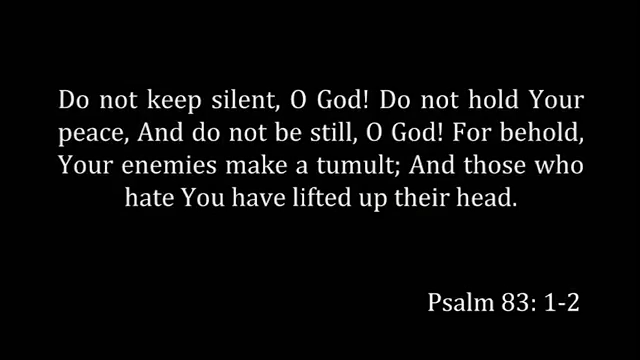 Do not keep silent, O God! Do not hold Your
peace, And do not be still, O God! For behold,
Your enemies make a tumult; And those who
hate You have lifted up their head.
Psalm 83: 1-2